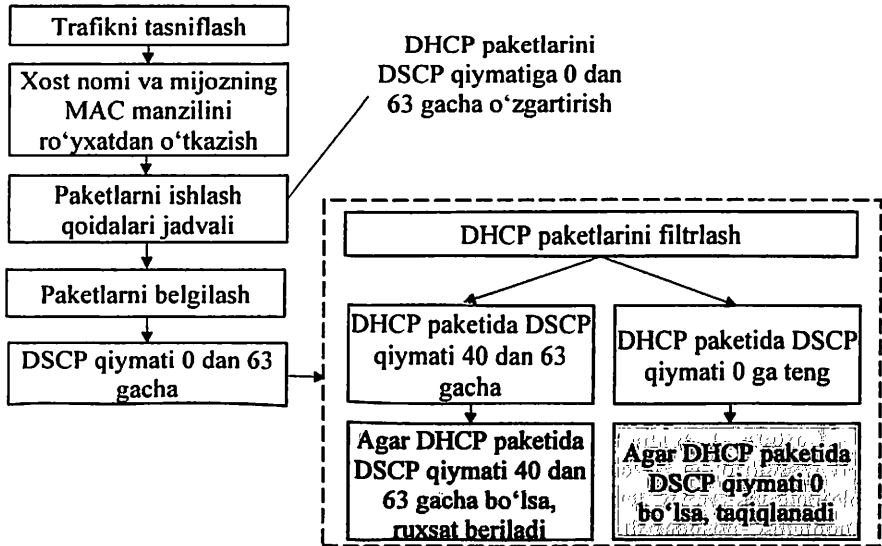 Trafikni tasniflash
Xost nomi va mijozning
MAC manzilini
ro‘yxatdan o‘tkazish
Paketlarni ishlash
qoidalari jadvali
Paketlarni belgilash
DSCP qiymati 0 dan 63
gacha
DHCP paketlarini
DSCP qiymatiga 0 dan
63 gacha o‘zgartirish
DHCP paketlarini filtrlash
DHCP paketida DSCP
qiymati 40 dan 63
gacha
DHCP paketida DSCP
qiymati 0 ga teng
Agar DHCP paketida
DSCP qiymati 40 dan
63 gacha bo‘lsa,
ruxsat beriladi
Agar DHCP paketida
DSCP qiymati 0
bo‘lsa, taqiqlanadi